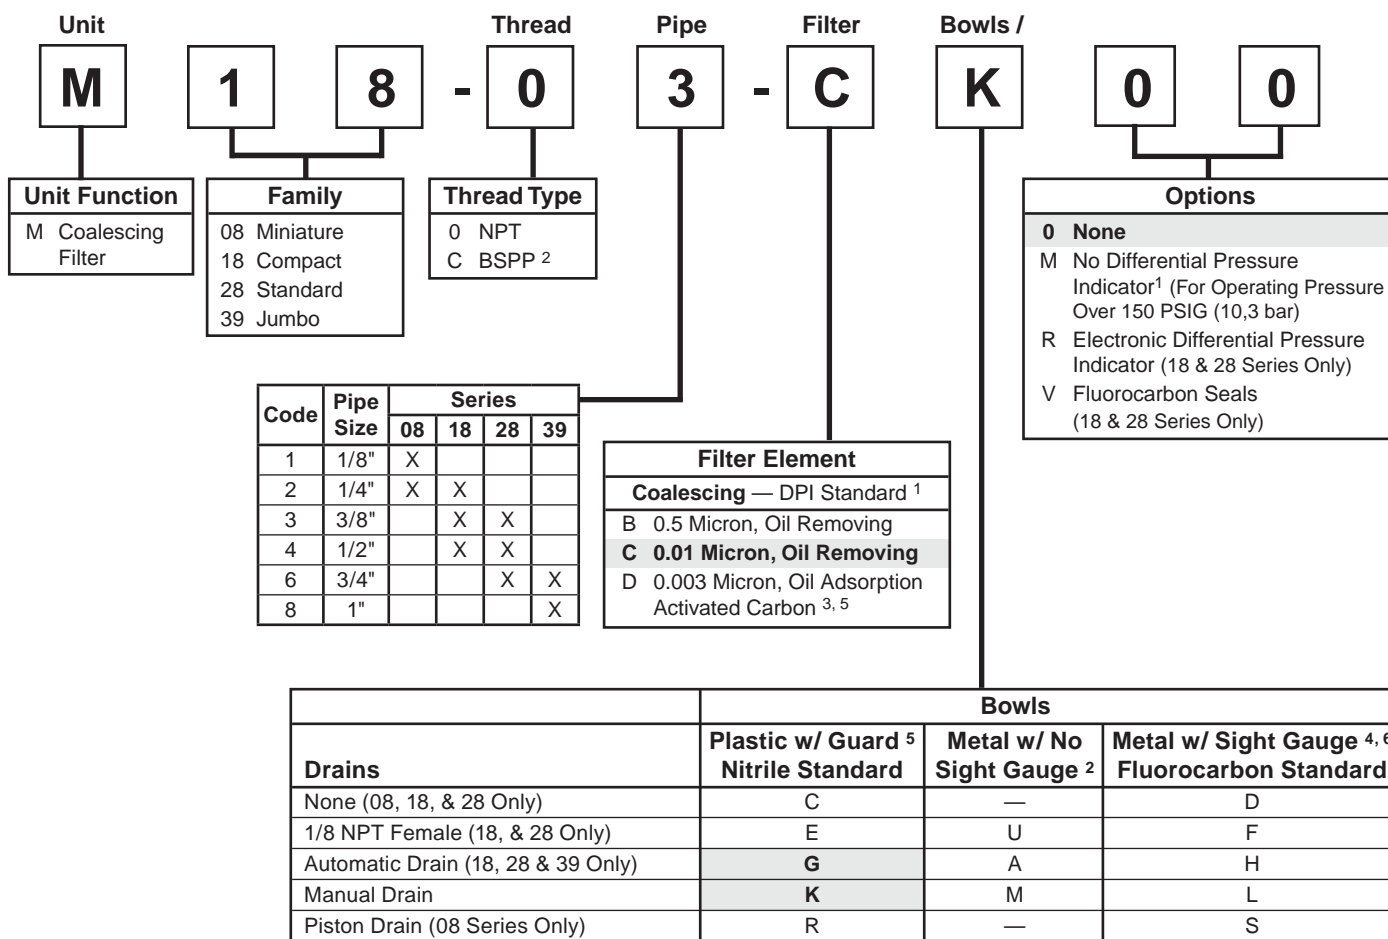 Unit Thread Pipe Filter Bowls /
M 1 8 - 0 3 - C K 0 0
Unit Function
M Coalescing
Filter
Family
08 Miniature
18 Compact
28 Standard
39 Jumbo
Thread Type
0 NPT
C BSPP 2
Options
0 None
M No Differential Pressure
Indicator1 (For Operating Pressure
Over 150 PSIG (10,3 bar)
R Electronic Differential Pressure
Indicator (18 & 28 Series Only)
V Fluorocarbon Seals
(18 & 28 Series Only)
Code Pipe Size Series
08 18 28 39
1 1/8" X
2 1/4" X X
3 3/8" X X
4 1/2" X X
6 3/4" X X
8 1" X
Filter Element
Coalescing — DPI Standard 1
B 0.5 Micron, Oil Removing
C 0.01 Micron, Oil Removing
D 0.003 Micron, Oil Adsorption
Activated Carbon 3, 5
Bowls
Drains Plastic w/ Guard 5 Nitrile Standard Metal w/ No Sight Gauge 2 Metal w/ Sight Gauge 4, 6 Fluorocarbon Standard
None (08, 18, & 28 Only) C — D
1/8 NPT Female (18, & 28 Only) E U F
Automatic Drain (18, 28 & 39 Only) G A H
Manual Drain K M L
Piston Drain (08 Series Only) R — S